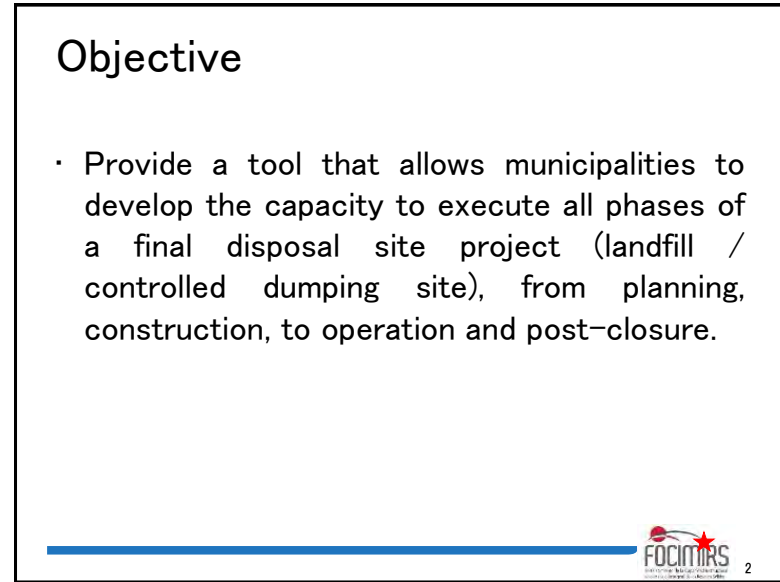 Objective
・ Provide a tool that allows municipalities to
develop the capacity to execute all phases of
a final disposal site project (landfill /
controlled dumping site), from planning,
construction, to operation and post-closure.
FOCIMIRS
2